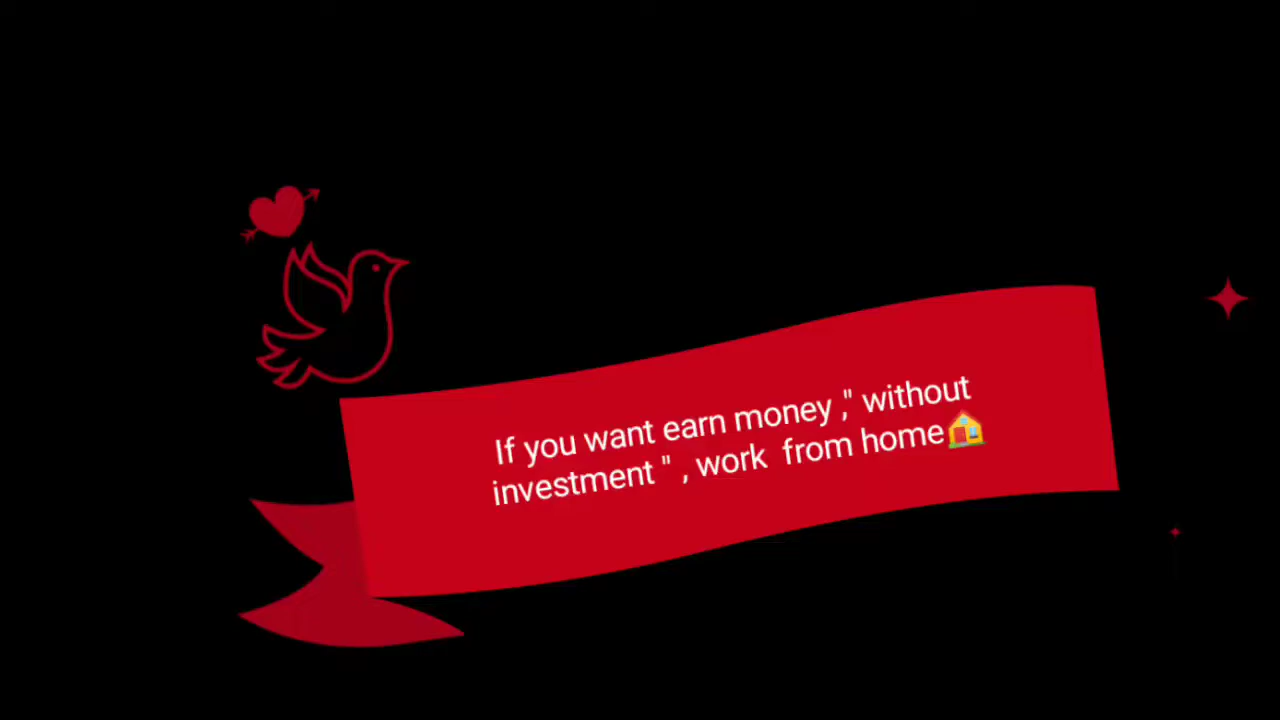 If you want earn money ," without
investment " , work  from home🏠